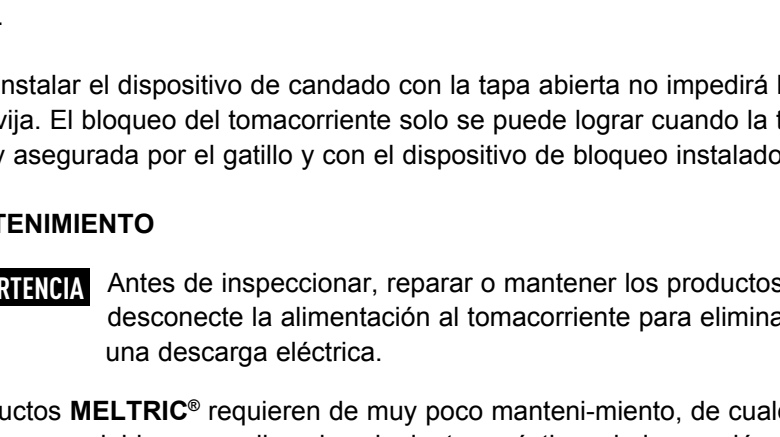 nstalar el dispositivo de candado con la tapa abierta no impedirá
vija. El bloqueo del tomacorriente solo se puede lograr cuando la
y asegurada por el gatillo y con el dispositivo de bloqueo instalado
TENIMIENTO
RTENCIA Antes de inspeccionar, reparar o mantener los productos
desconecte la alimentación al tomacorriente para elimina
una descarga eléctrica.
uctos MELTRIC® requieren de muy poco manteni-miento, de cual